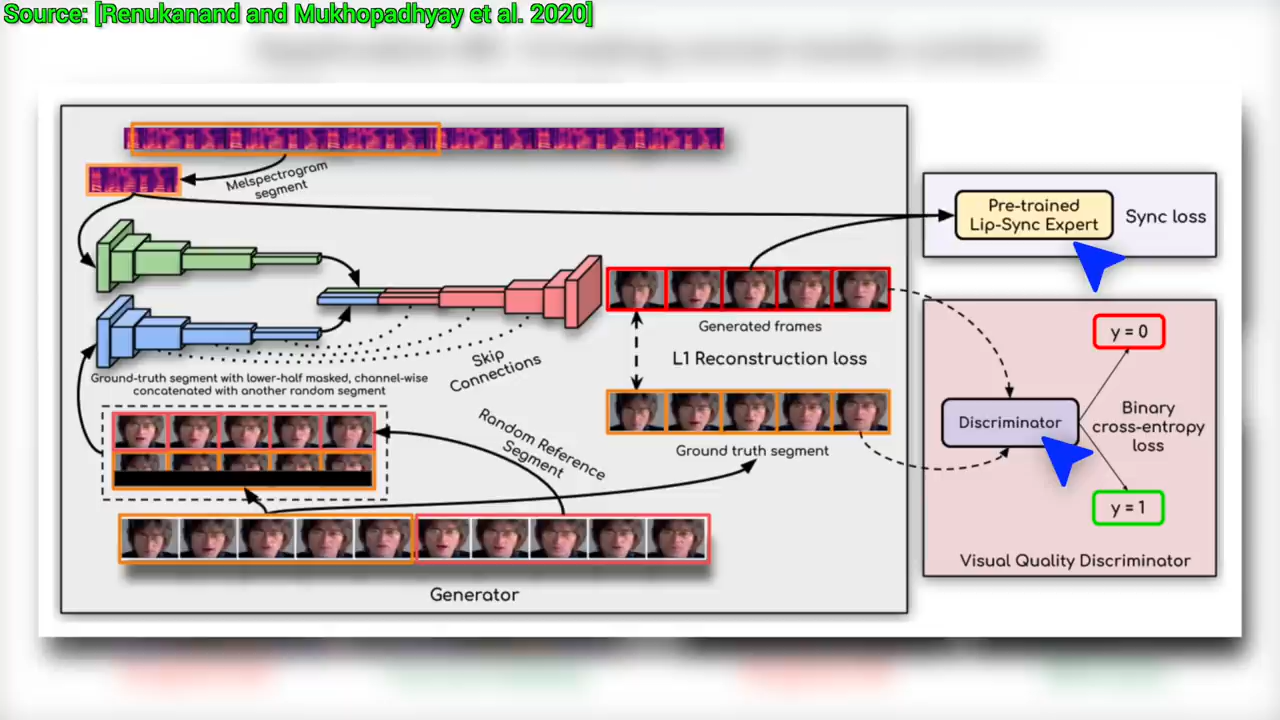 Source: [Renukanand and Mukhopadhyay et al. 2020]
Melspectrogram
segment
Pre-trained
Lip-Sync Expert
Sync loss
Generated frames
L1 Reconstruction loss
Skip
Connections
Ground-truth segment with lower-half masked, channel-wise
concatenated with another random segment
Random Reference
Segment
Ground truth segment
y = 0
Discriminator
Binary
cross-entropy
loss
y = 1
Visual Quality Discriminator
Generator